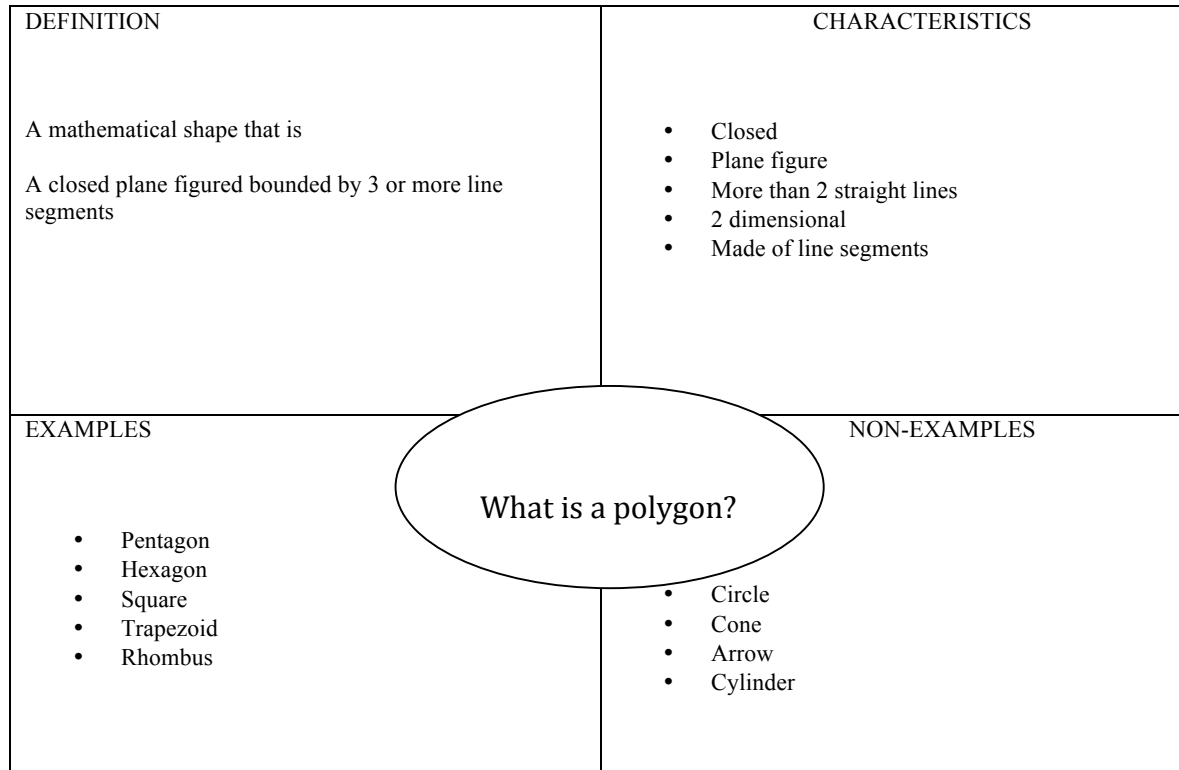 DEFINITION
A mathematical shape that is
A closed plane figured bounded by 3 or more line
segments
CHARACTERISTICS
• Closed
• Plane figure
• More than 2 straight lines
• 2 dimensional
• Made of line segments
What is a polygon?
EXAMPLES
• Pentagon
• Hexagon
• Square
• Trapezoid
• Rhombus
NON-EXAMPLES
• Circle
• Cone
• Arrow
• Cylinder